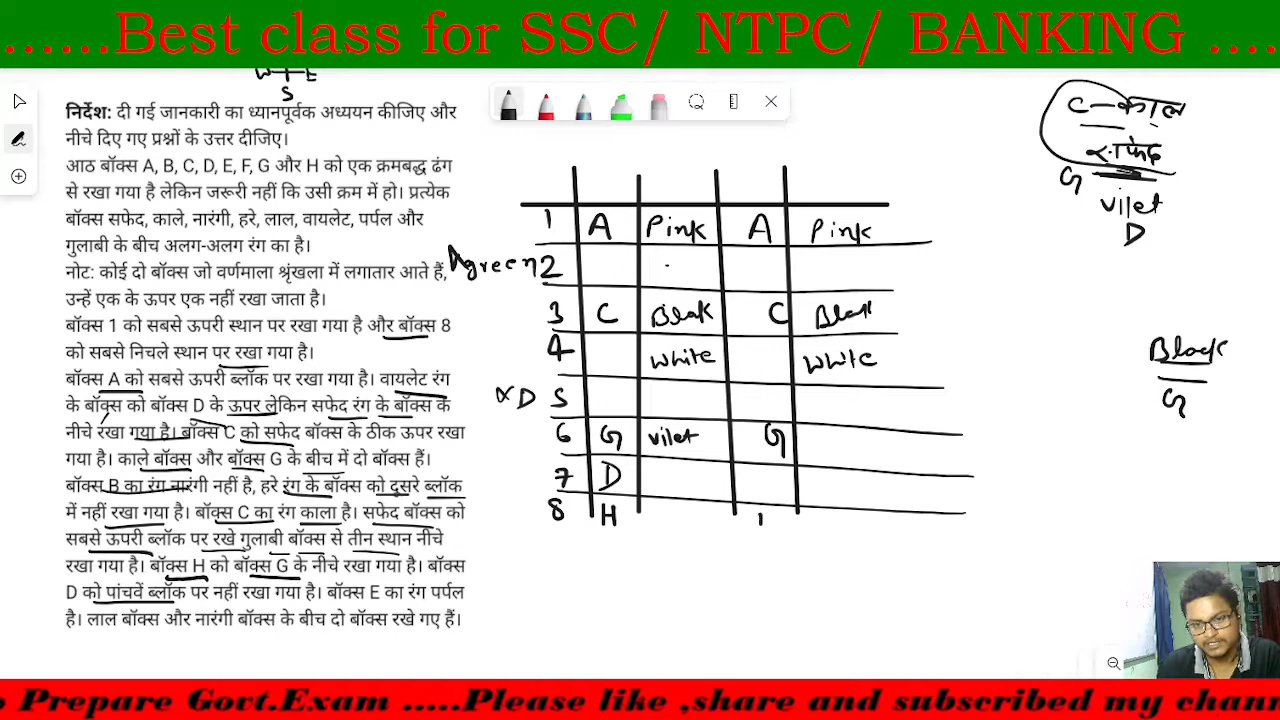 ......Best class for SSC/ NTPC/ BANKING ....
W E
S
निर्देश: दी गई जानकारी का ध्यानपूर्वक अध्ययन कीजिए और
नीचे दिए गए प्रश्नों के उत्तर दीजिए।
आठ बॉक्स A, B, C, D, E, F, G और H को एक क्रमबद्ध ढंग
से रखा गया है लेकिन जरूरी नहीं कि उसी क्रम में हो। प्रत्येक
बॉक्स सफेद, काले, नारंगी, हरे, लाल, वायलेट, पर्पल और
गुलाबी के बीच अलग-अलग रंग का है।
नोट: कोई दो बॉक्स जो वर्णमाला श्रृंखला में लगातार आते हैं,
उन्हें एक के ऊपर एक नहीं रखा जाता है।
बॉक्स 1 को सबसे ऊपरी स्थान पर रखा गया है और बॉक्स 8
को सबसे निचले स्थान पर रखा गया है।
बॉक्स A को सबसे ऊपरी ब्लॉक पर रखा गया है। वायलेट रंग
के बॉक्स को बॉक्स D के ऊपर लेकिन सफेद रंग के बॉक्स के
नीचे रखा गया है। बॉक्स C को सफेद बॉक्स के ठीक ऊपर रखा
गया है। काले बॉक्स और बॉक्स G के बीच में दो बॉक्स हैं।
बॉक्स B का रंग नारंगी नहीं है, हरे रंग के बॉक्स को दूसरे ब्लॉक
में नहीं रखा गया है। बॉक्स C का रंग काला है। सफेद बॉक्स को
सबसे ऊपरी ब्लॉक पर रखे गुलाबी बॉक्स से तीन स्थान नीचे
रखा गया है। बॉक्स H को बॉक्स G के नीचे रखा गया है। बॉक्स
D को पांचवें ब्लॉक पर नहीं रखा गया है। बॉक्स E का रंग पर्पल
है। लाल बॉक्स और नारंगी बॉक्स के बीच दो बॉक्स रखे गए हैं।
1 A Pink A Pink
green 2
3 C Black C
4 White
D 5
6 G vilet G
7 D
8 H
C – काल
सफेद
G
vilet
D
Black
G
o Prepare Govt.Exam .....Please like ,share and subscribed my chan